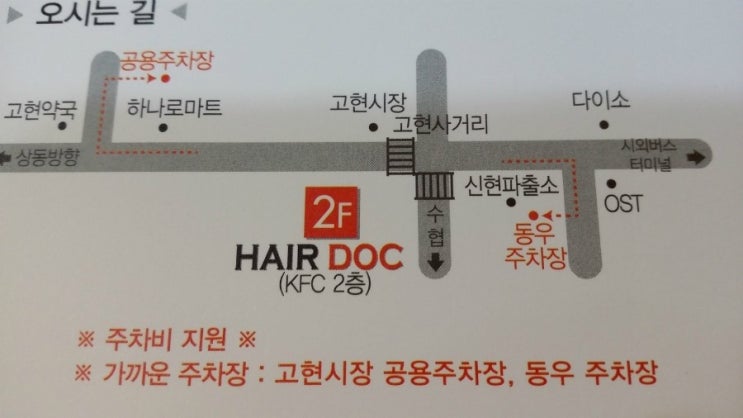 오시는 길
공용주차장
고현약국
하나로마트
고현시장
고현사거리
다이소
상동방향
시외버스
터미널
신현파출소
OST
수협
동우
주차장
2F
HAIR DOC
(KFC 2층)
※ 주차비 지원 ※
※ 가까운 주차장 : 고현시장 공용주차장, 동우 주차장